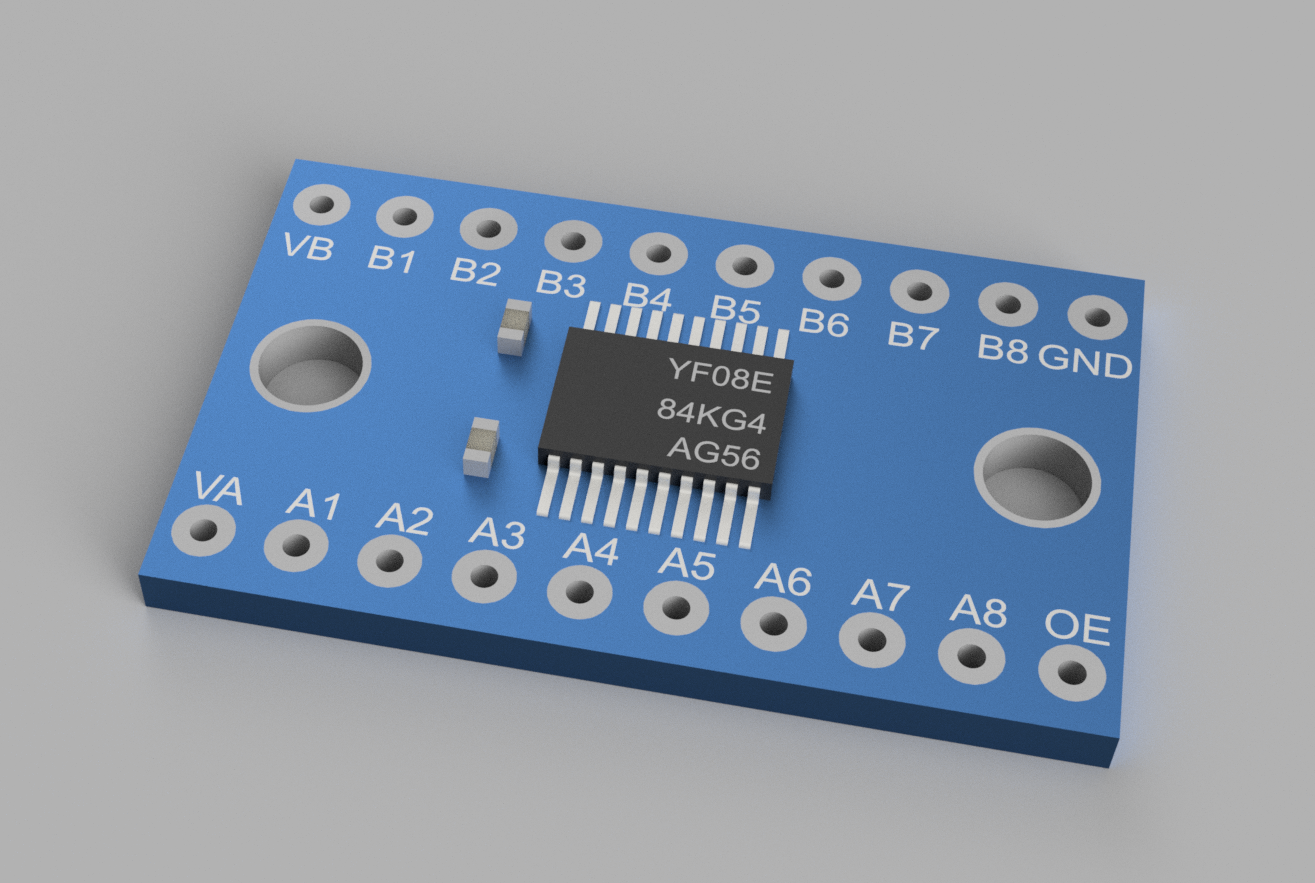 VB B1 B2 B3 B4 B5 B6 B7 B8 GND
YF08E
84KG4
AG56
VA A1 A2 A3 A4 A5 A6 A7 A8 OE